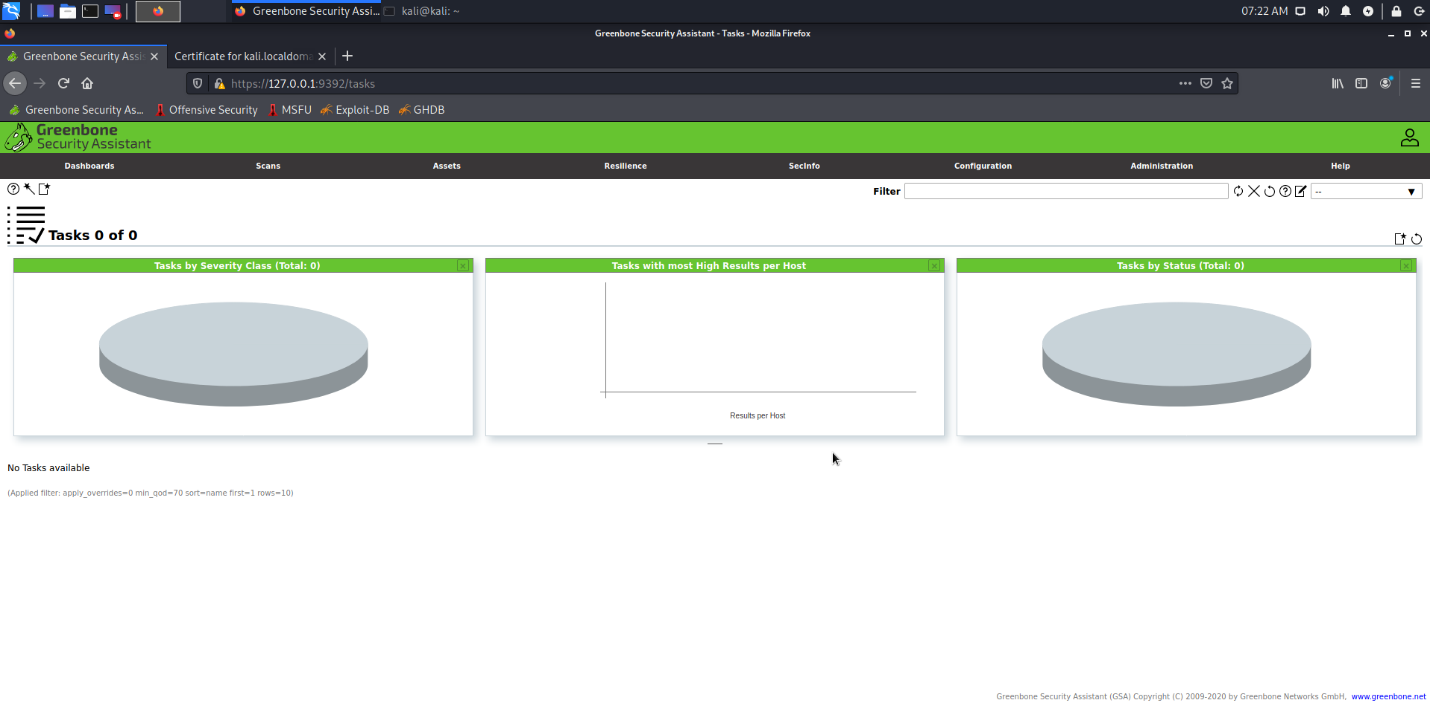 Greenbone Security Assi... kali@kali: ~ 07:22 AM
Greenbone Security Assistant - Tasks - Mozilla Firefox
Greenbone Security Assi Certificate for kali.localdoma
https://127.0.0.1:9392/tasks
Greenbone Security As... Offensive Security MSFU Exploit-DB GHDB
Greenbone
Security Assistant
Dashboards Scans Assets Resilience SecInfo Configuration Administration Help
Filter --
Tasks 0 of 0
Tasks by Severity Class (Total: 0) Tasks with most High Results per Host Tasks by Status (Total: 0)
Results per Host
No Tasks available
(Applied filter: apply_overrides=0 min_qod=70 sort=name first=1 rows=10)
Greenbone Security Assistant (GSA) Copyright (C) 2009-2020 by Greenbone Networks GmbH, www.greenbone.net